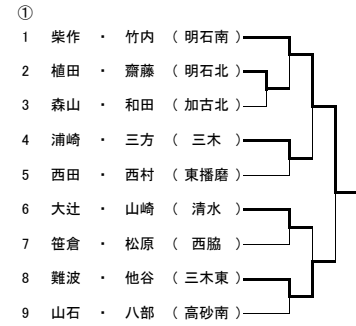 ①
1 柴作 ・ 竹内 ( 明石南 )
2 植田 ・ 齋藤 ( 明石北 )
3 森山 ・ 和田 ( 加古北 )
4 浦崎 ・ 三方 ( 三木 )
5 西田 ・ 西村 ( 東播磨 )
6 大辻 ・ 山崎 ( 清水 )
7 笹倉 ・ 松原 ( 西脇 )
8 難波 ・ 他谷 ( 三木東 )
9 山石 ・ 八部 ( 高砂南 )